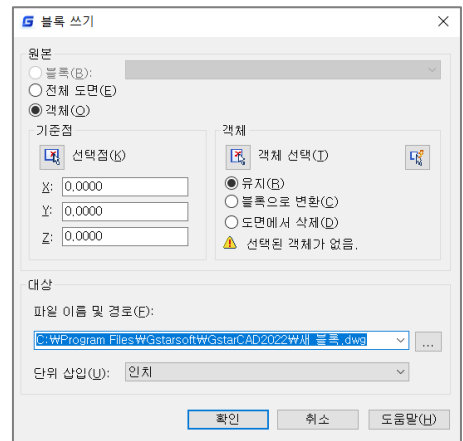 블록 쓰기
원본
블록(B):
전체 도면(E)
객체(O)
기준점
선택점(K)
X: 0,0000
Y: 0,0000
Z: 0,0000
객체
객체 선택(T)
유지(R)
블록으로 변환(C)
도면에서 삭제(D)
선택된 객체가 없음.
대상
파일 이름 및 경로(F):
C:₩Program Files₩Gstarsoft₩GstarCAD2022₩새 블록.dwg
...
단위 삽입(U): 인치
확인 취소 도움말(H)